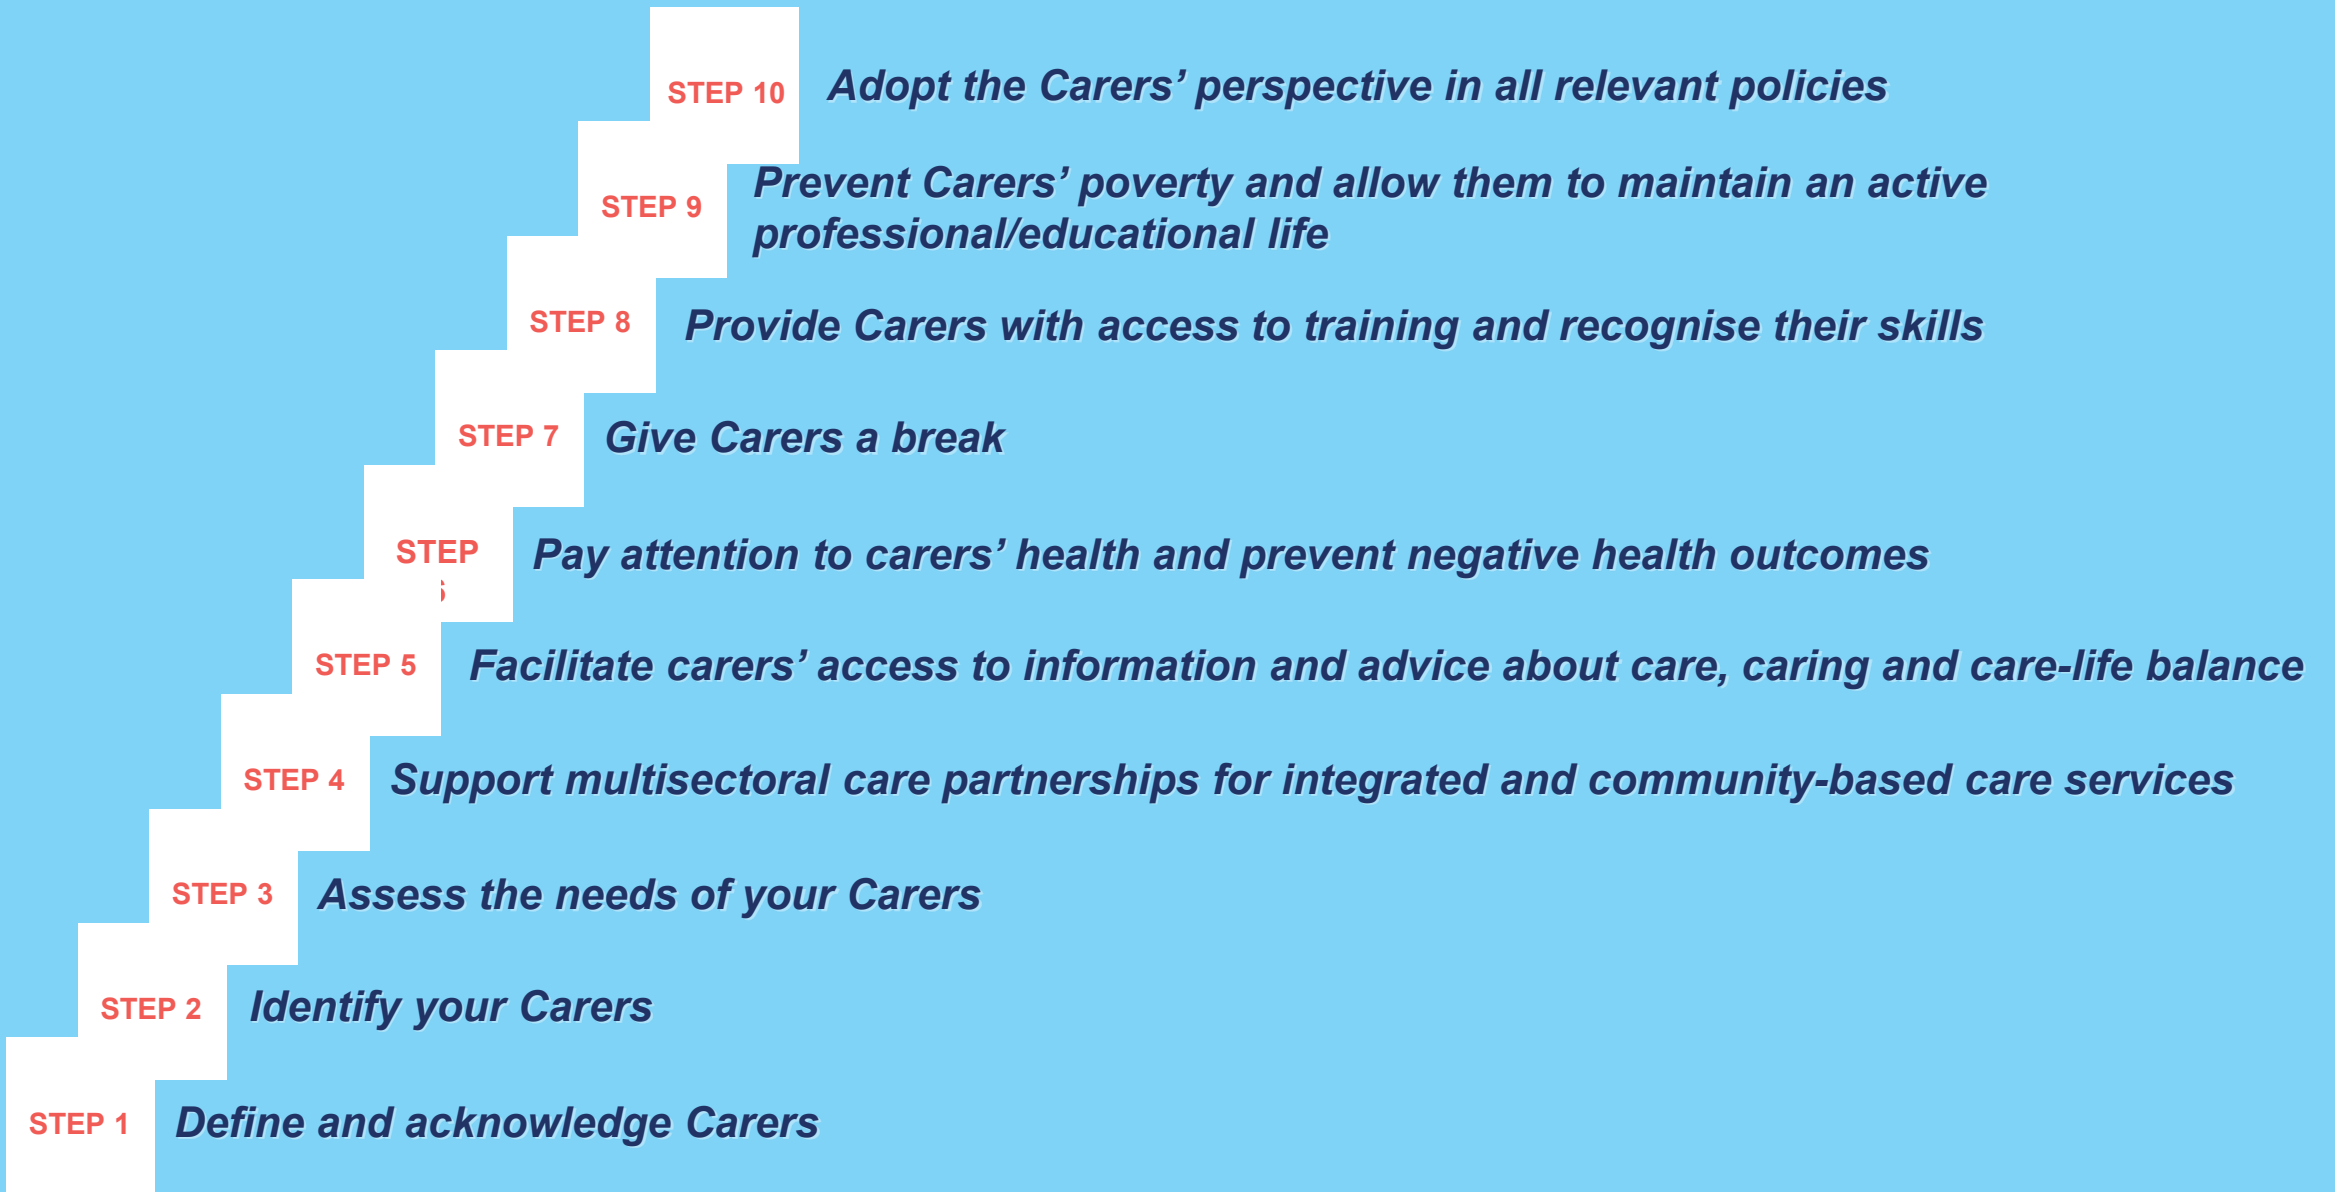 STEP 10
Adopt the Carers’ perspective in all relevant policies
STEP 9
Prevent Carers’ poverty and allow them to maintain an active
professional/educational life
STEP 8
Provide Carers with access to training and recognise their skills
STEP 7
Give Carers a break
STEP
Pay attention to carers’ health and prevent negative health outcomes
STEP 5
Facilitate carers’ access to information and advice about care, caring and care-life balance
STEP 4
Support multisectoral care partnerships for integrated and community-based care services
STEP 3
Assess the needs of your Carers
STEP 2
Identify your Carers
STEP 1
Define and acknowledge Carers